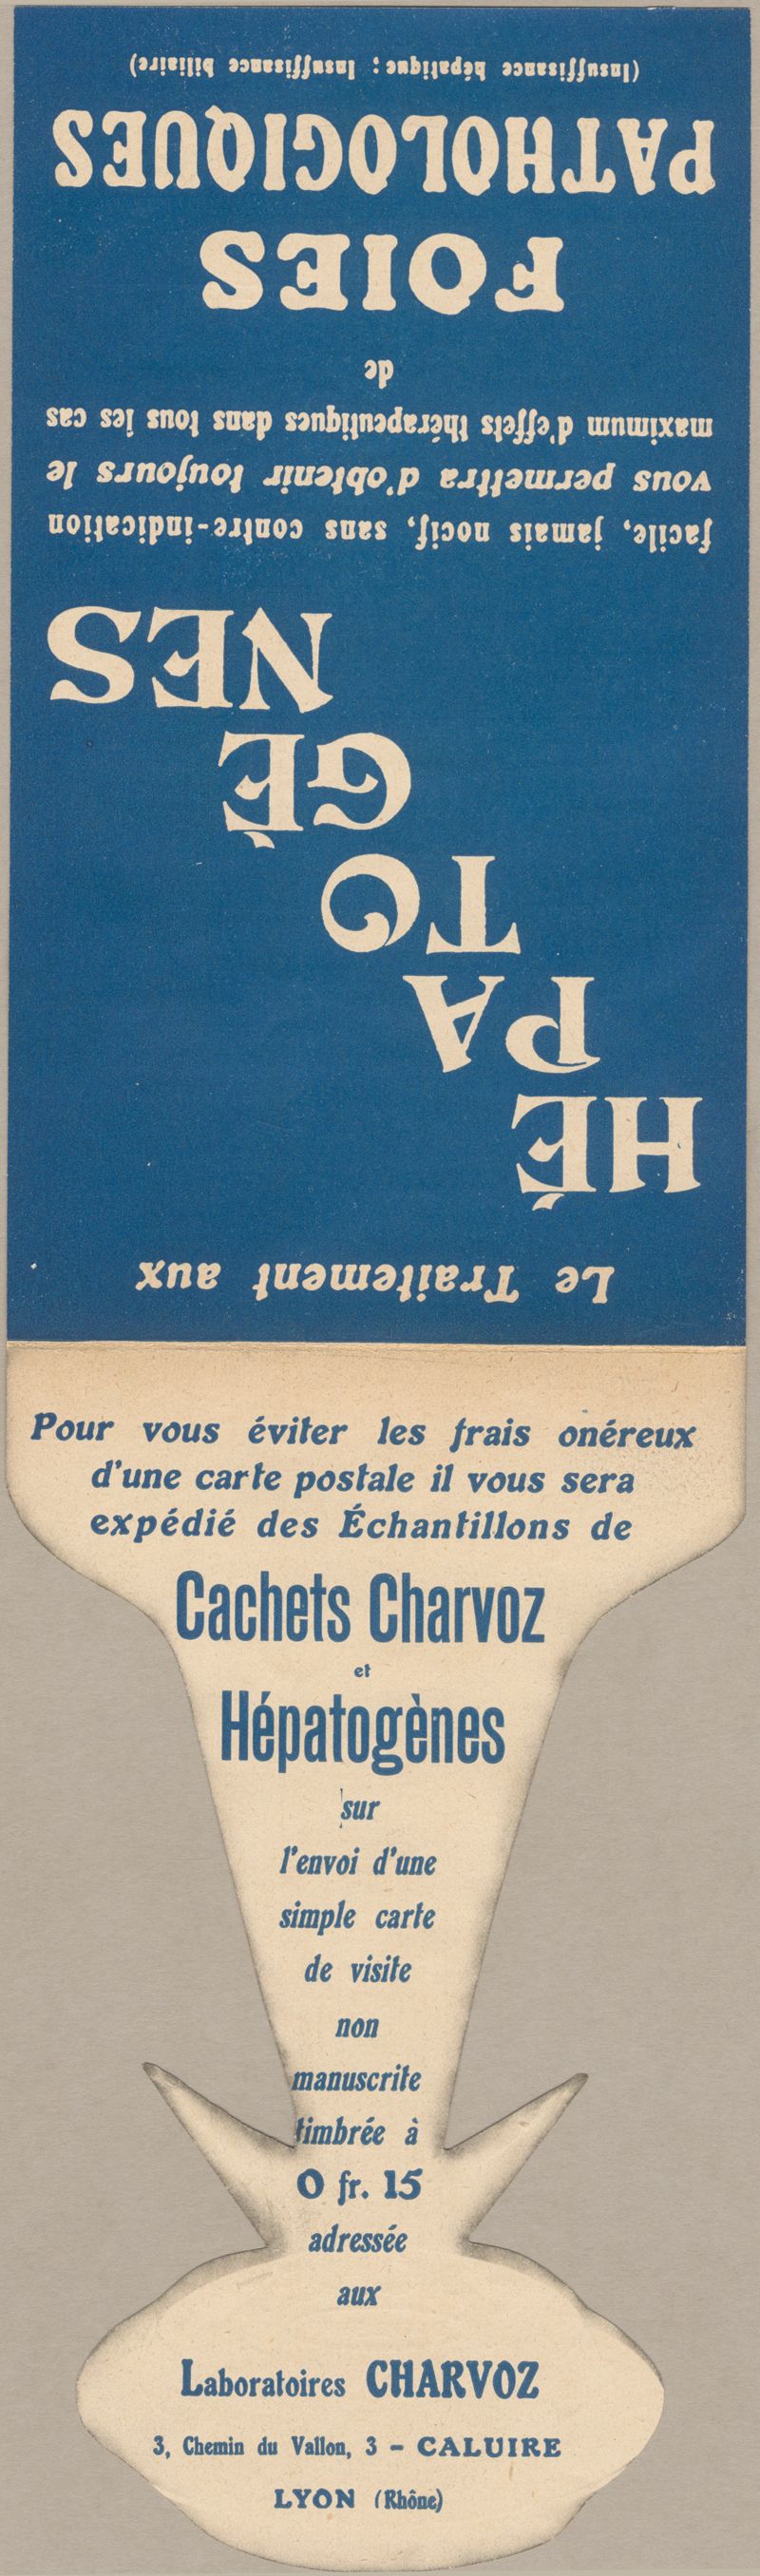 Le Traitement aux
HÉ
PA
TO
GÈ
NES
facile, jamais nocif, sans contre-indication
vous permettra d'obtenir toujours le
maximum d'effets thérapeutiques dans tous les cas
de
FOIES
PATHOLOGIQUES
(Insuffisance hépatique ; Insuffisance biliaire)
Pour vous éviter les frais onéreux
d'une carte postale il vous sera
expédié des Échantillons de
Cachets Charvoz
et
Hépatogènes
sur
l'envoi d'une
simple carte
de visite
non
manuscrite
timbrée à
0 fr. 15
adressée
aux
Laboratoires CHARVOZ
3, Chemin du Vallon, 3 - CALUIRE
LYON (Rhône)